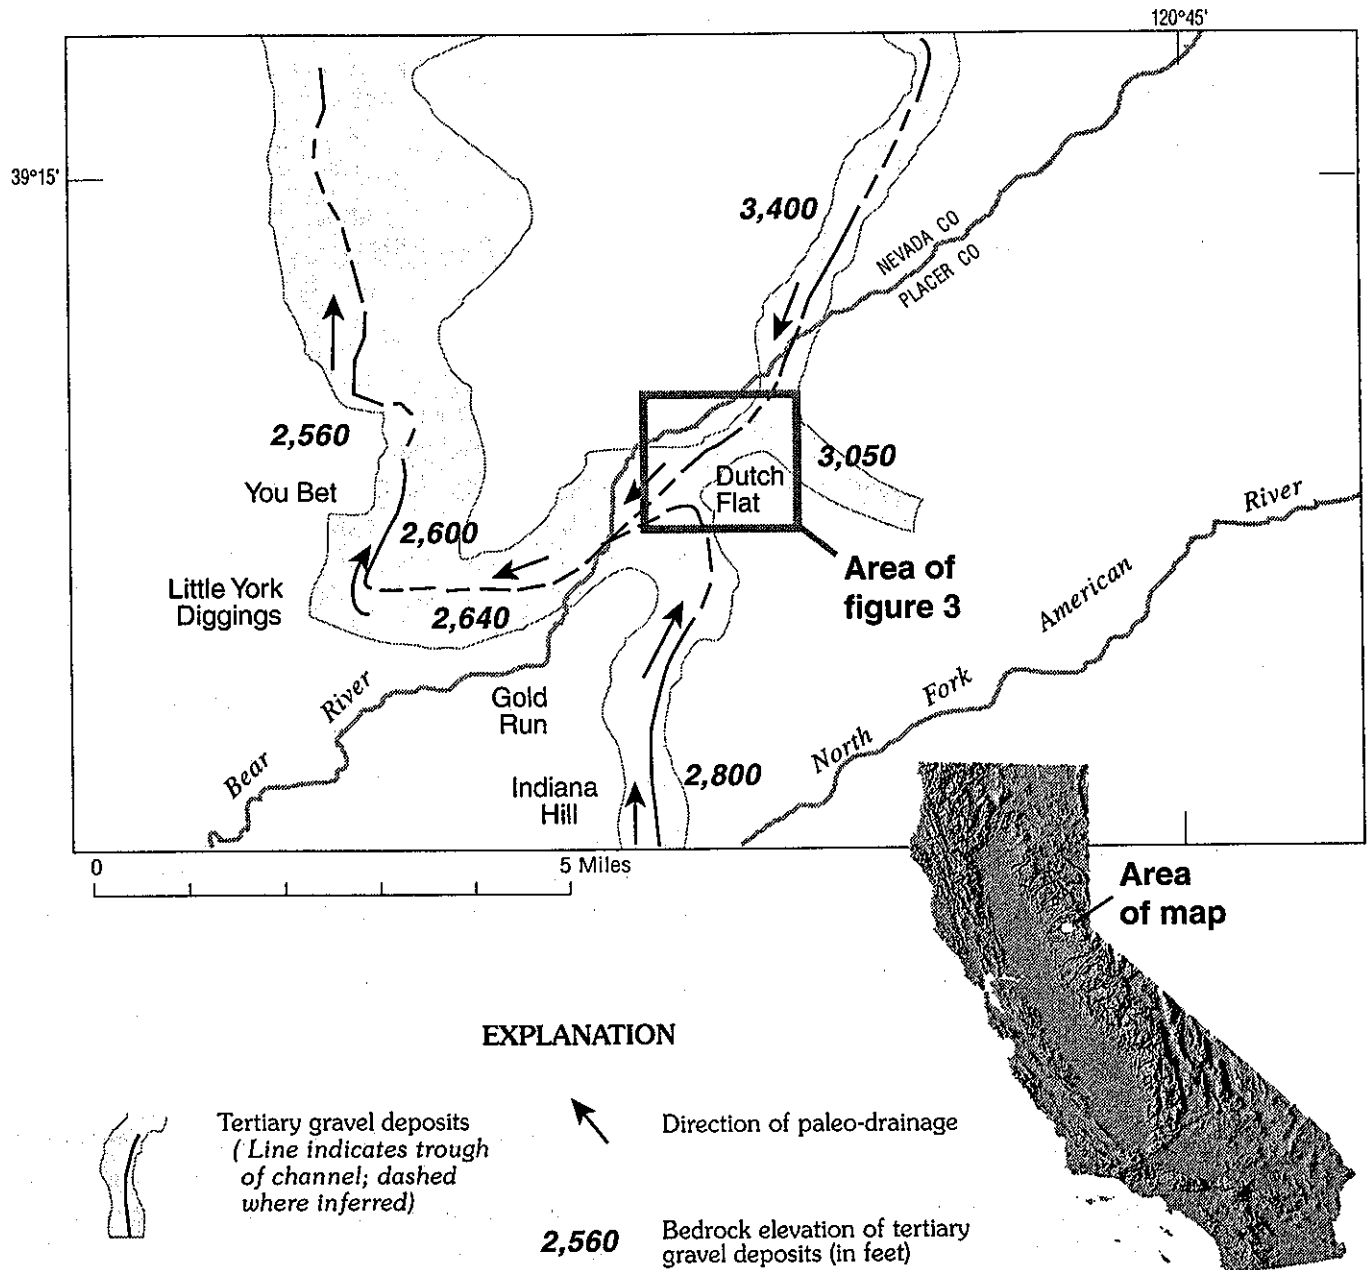 120°45'
39°15'
3,400
NEVADA CO
PLACER CO
2,560
3,050
You Bet
Dutch
Flat
River
2,600
Little York
Diggings
Area of
figure 3
American
2,640
Gold
Run
River
Fork
North
Bear
Indiana
Hill
2,800
0
5 Miles
Area
of map
EXPLANATION
Tertiary gravel deposits
( Line indicates trough
of channel; dashed
where inferred)
Direction of paleo-drainage
2,560
Bedrock elevation of tertiary
gravel deposits (in feet)